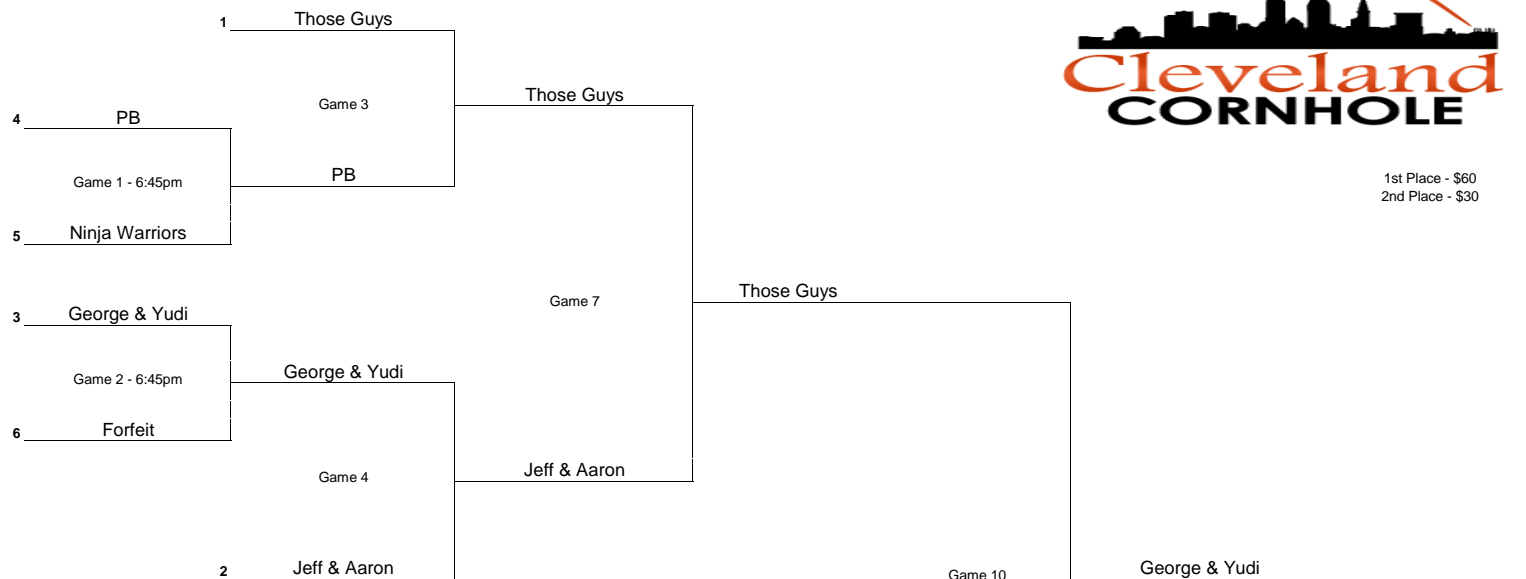 1 Those Guys
Cleveland
CORNHOLE
Game 3
Those Guys
4 PB
PB
Game 1 - 6:45pm
1st Place - $60
2nd Place - $30
5 Ninja Warriors
Those Guys
Game 7
3 George & Yudi
George & Yudi
Game 2 - 6:45pm
6 Forfeit
Jeff & Aaron
Game 4
2 Jeff & Aaron
Game 10
George & Yudi